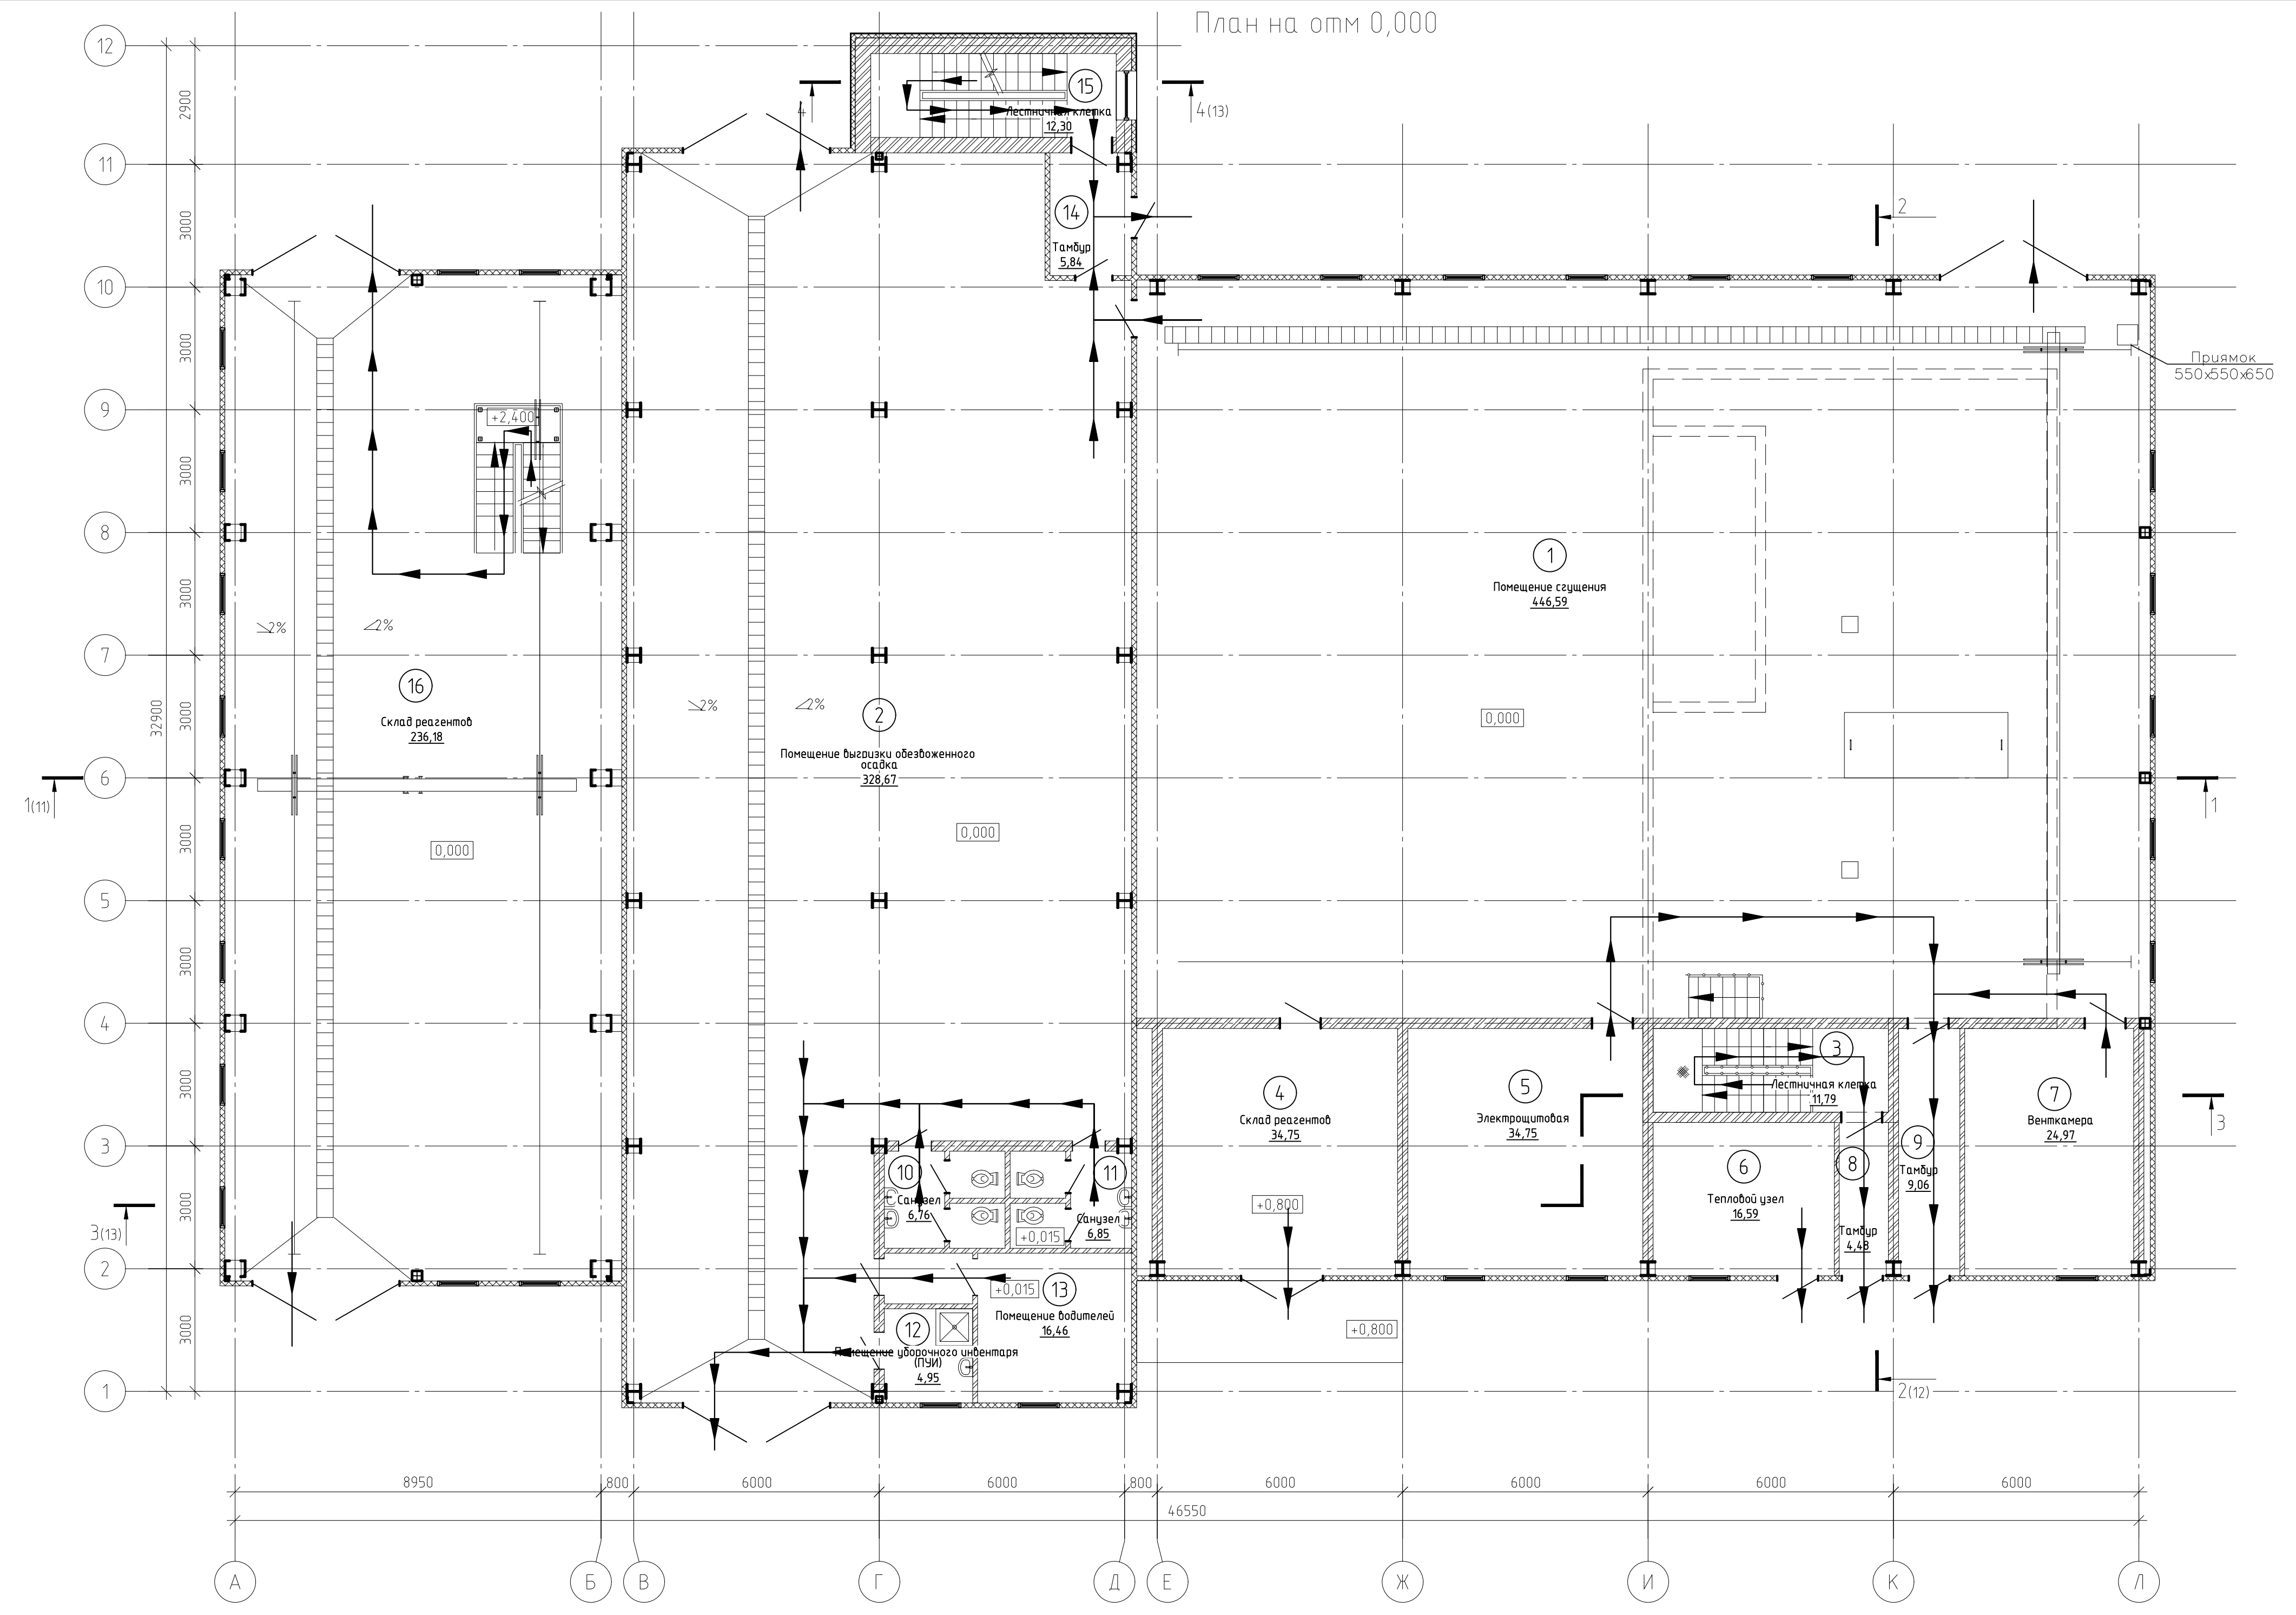 План на отм 0,000
12
2900
4
15
Лестничная клетка
12,30
4(13)
11
3000
14
Тамбур
5,84
2
10
3000
Приямок
550х550х650
9
+2,400
3000
8
1
Помещение сгущения
446,59
3000
2%
2%
7
16
Склад реагентов
236,18
2%
2%
2
Помещение выгрузки обезвоженного
осадка
328,67
0,000
32900
3000
6
1(11)
1
0,000
0,000
3000
5
3000
4
3000
3
Лестничная клетка
11,79
4
Склад реагентов
34,75
5
Электрощитовая
34,75
7
Венткамера
24,97
3
3
9
Тамбур
9,06
10
Санузел
6,76
11
Санузел
6,85
6
Тепловой узел
16,59
8
Тамбур
4,48
3000
3(13)
+0,800
+0,015
2
+0,015
13
Помещение водителей
16,46
12
Помещение уборочного инвентаря
(ПУИ)
4,95
+0,800
3000
1
2(12)
8950
800
6000
6000
800
6000
6000
6000
6000
46550
А
Б
В
Г
Д
Е
Ж
И
К
Л